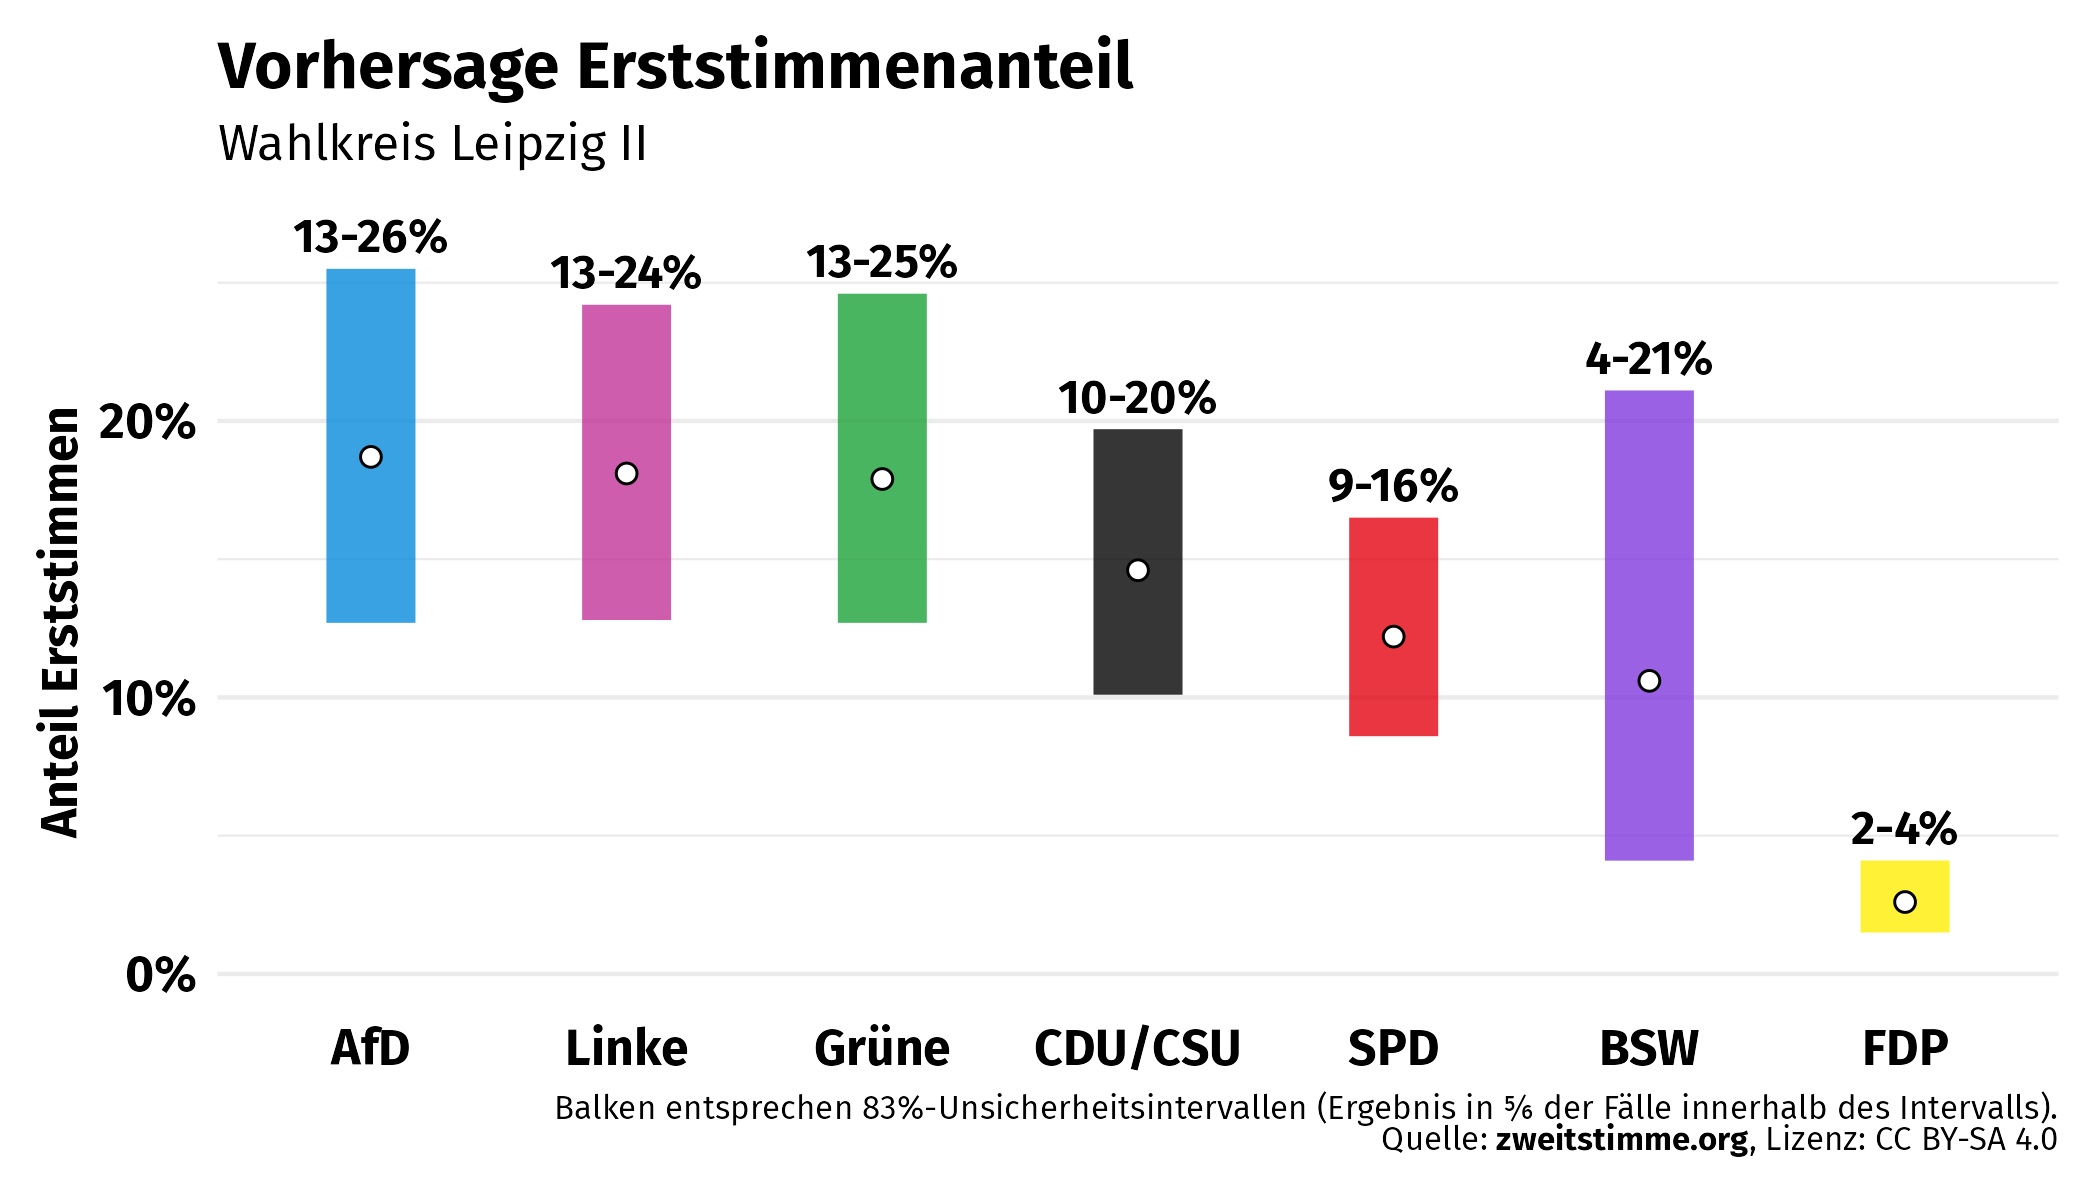 Vorhersage Erststimmenanteil
Wahlkreis Leipzig II
Anteil Erststimmen
20%
10%
0%
13-26%
13-24%
13-25%
10-20%
9-16%
4-21%
2-4%
AfD
Linke
Grüne
CDU/CSU
SPD
BSW
FDP
Balken entsprechen 83%-Unsicherheitsintervallen (Ergebnis in ⅚ der Fälle innerhalb des Intervalls).
Quelle: zweitstimme.org, Lizenz: CC BY-SA 4.0